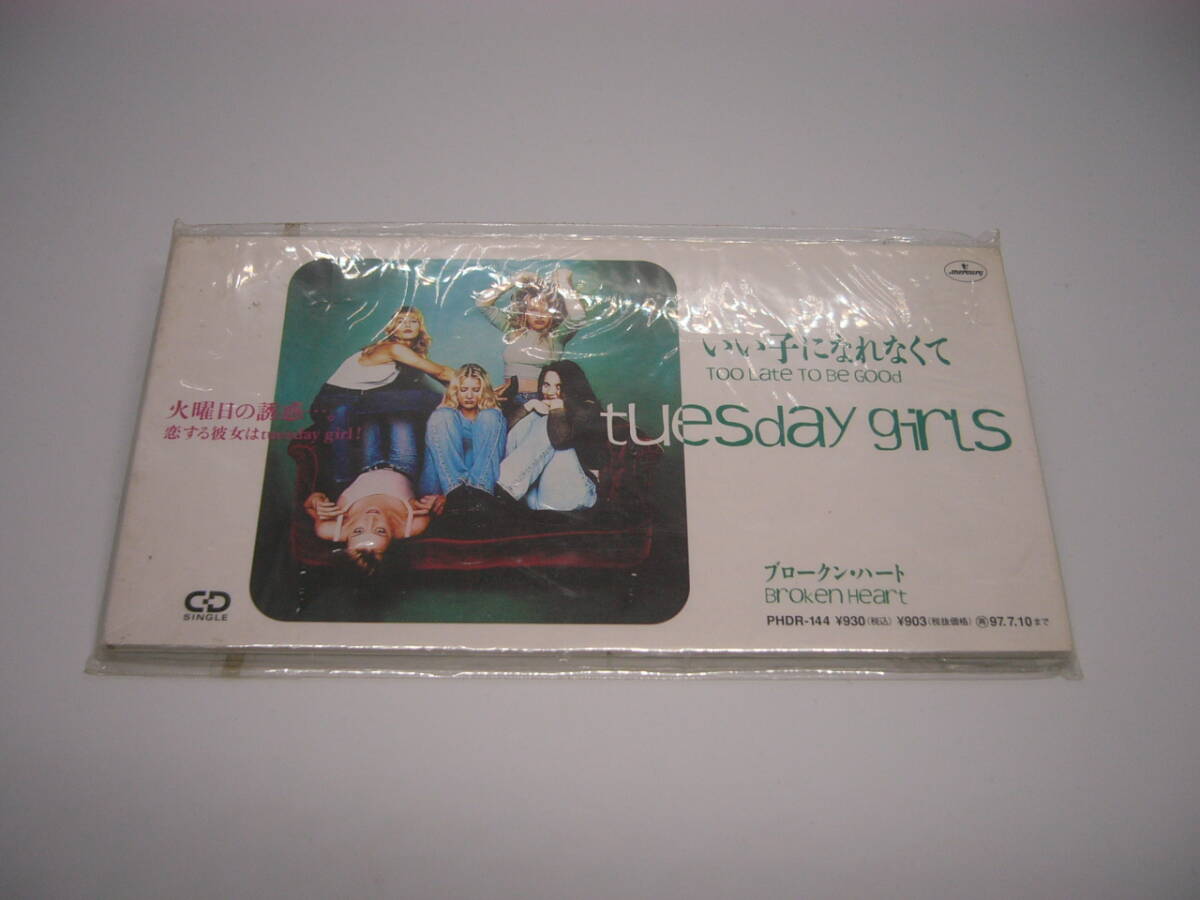 mercury
いい子になれなくて
Too Late To Be Good
火曜日の誘惑…。
恋する彼女はtuesday girl!
tuesday girls
ブロークン・ハート
Broken Heart
CD
SINGLE
PHDR-144 ¥930(税込) ¥903(税抜価格) Ⓡ97.7.10まで